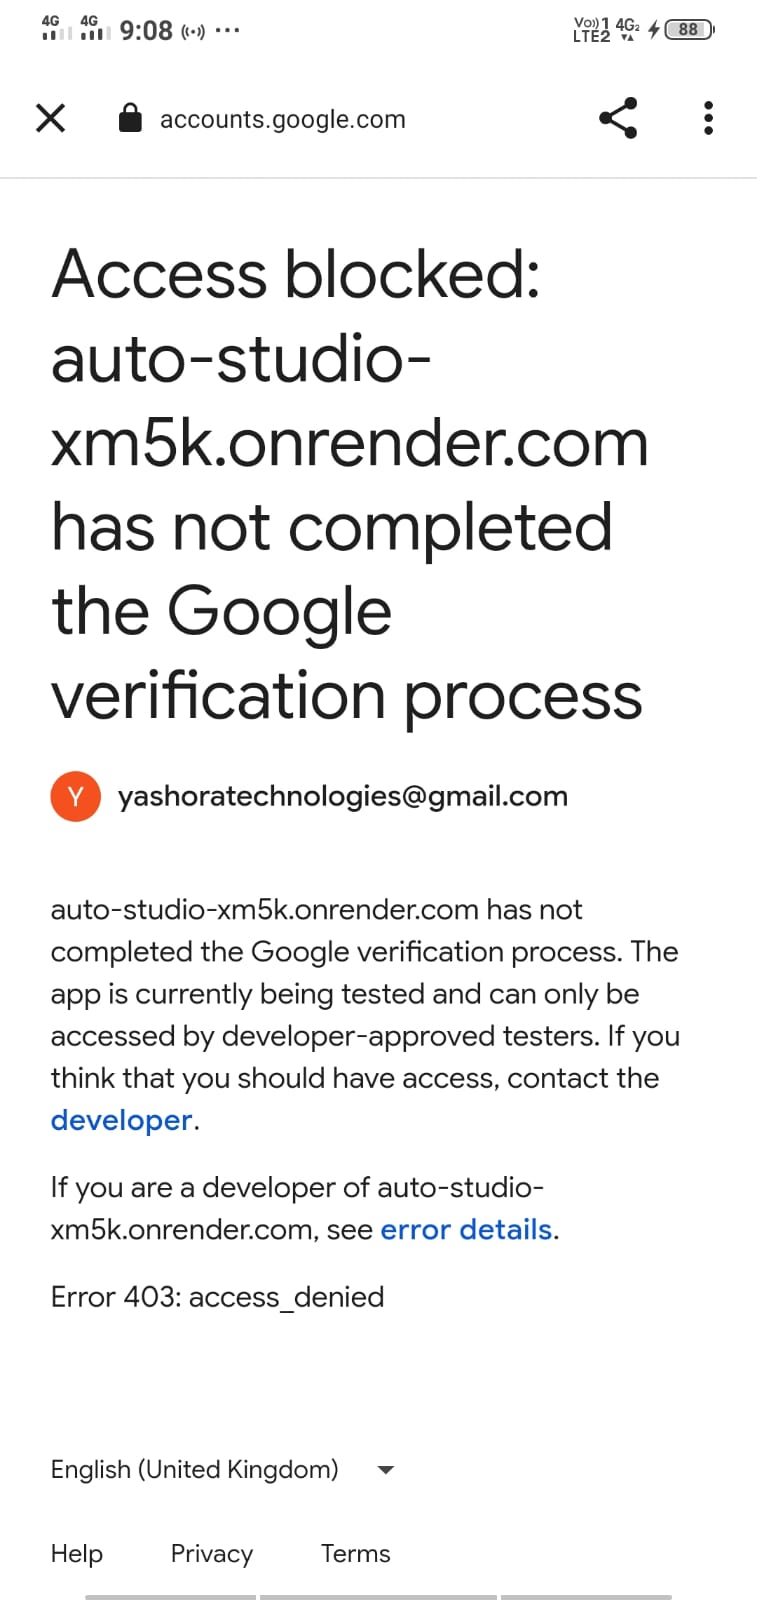 4G 4G 9:08 ... Vo)) 1 4G2 88
LTE2
accounts.google.com
Access blocked:
auto-studio-
xm5k.onrender.com
has not completed
the Google
verification process
Y yashoratechnologies@gmail.com
auto-studio-xm5k.onrender.com has not
completed the Google verification process. The
app is currently being tested and can only be
accessed by developer-approved testers. If you
think that you should have access, contact the
developer.
If you are a developer of auto-studio-
xm5k.onrender.com, see error details.
Error 403: access_denied
English (United Kingdom)
Help Privacy Terms